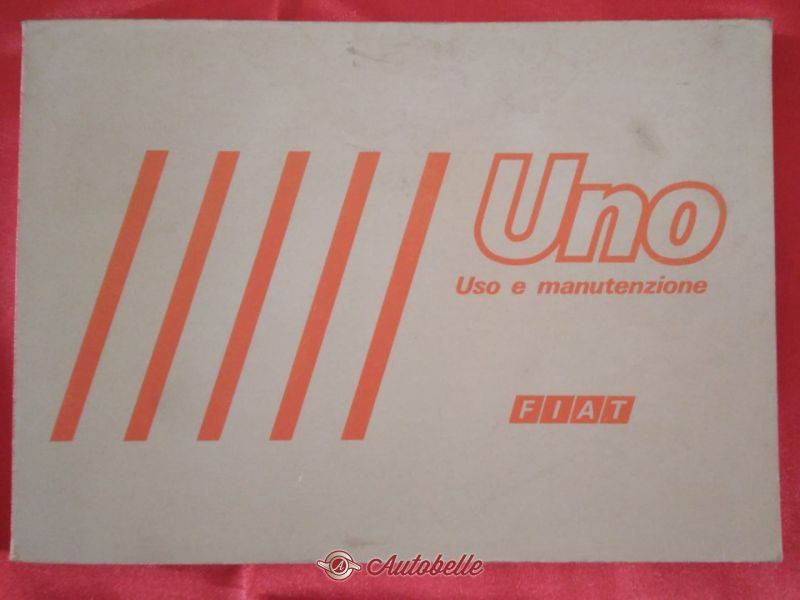 Uno
Uso e manutenzione
FIAT
Autobelle